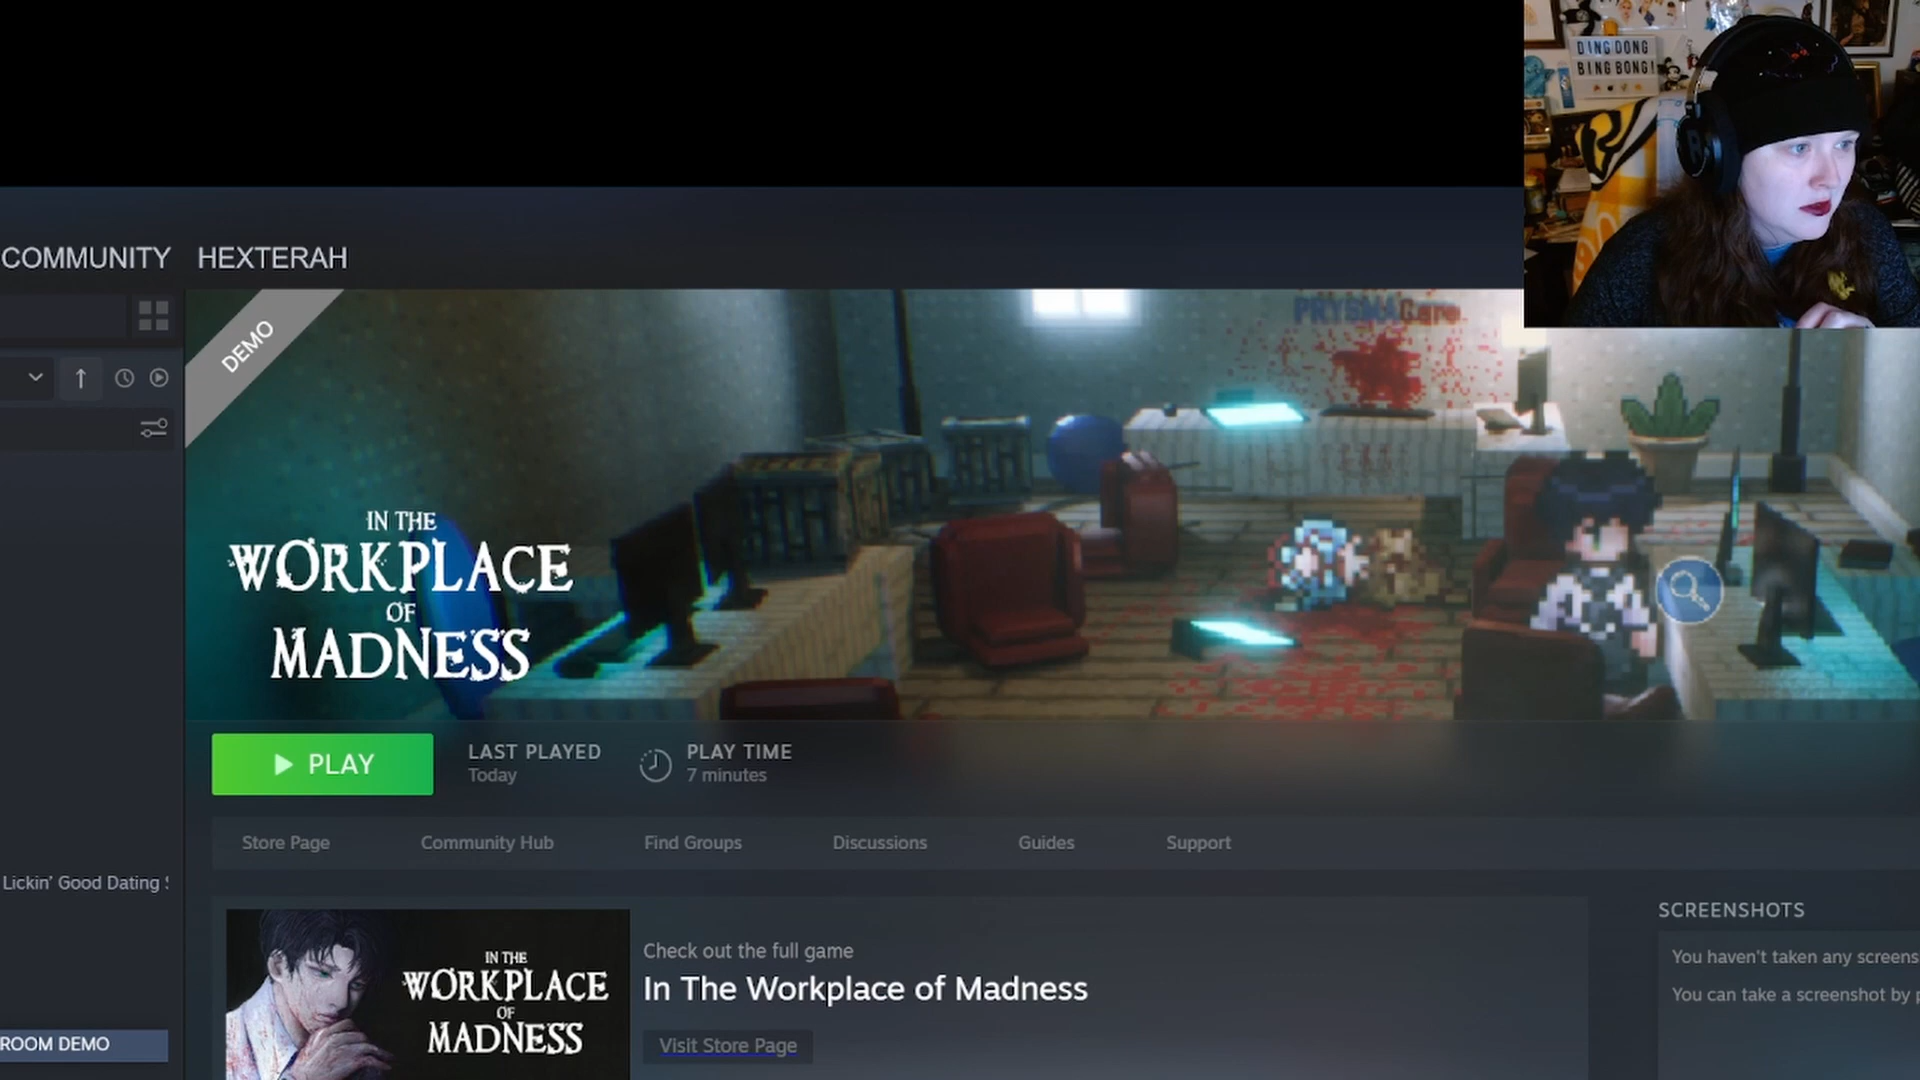 DING DONG
BING BONG!
COMMUNITY HEXTERAH
DEMO
PRYSMACare
IN THE
WORKPLACE
OF
MADNESS
PLAY
LAST PLAYED
Today
PLAY TIME
7 minutes
Store Page Community Hub Find Groups Discussions Guides Support
Lickin' Good Dating
SCREENSHOTS
You haven't taken any screens
You can take a screenshot by p
Check out the full game
In The Workplace of Madness
Visit Store Page
IN THE
WORKPLACE
OF
MADNESS
ROOM DEMO